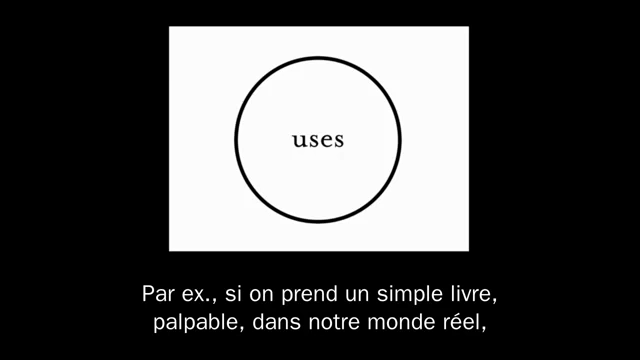 uses
Par ex., si on prend un simple livre,
palpable, dans notre monde réel,